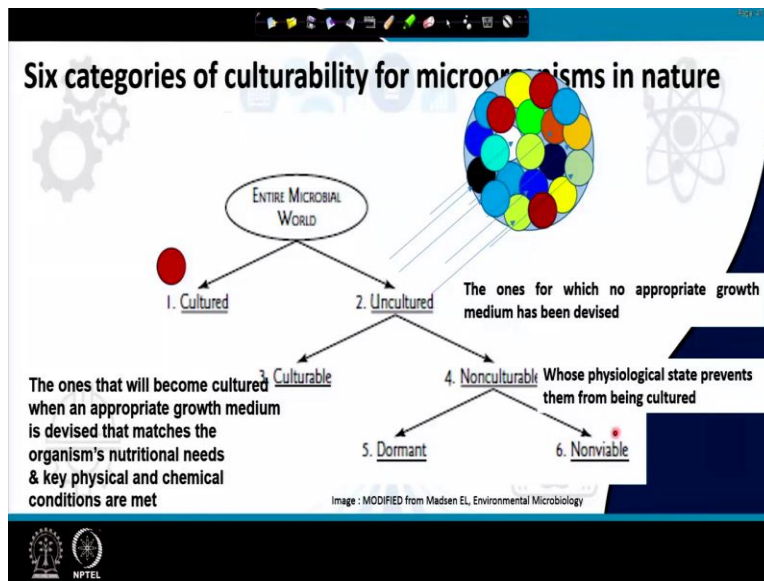 Six categories of culturability for microorganisms in nature
ENTIRE MICROBIAL
WORLD
1. Cultured
2. Uncultured
The ones for which no appropriate growth
medium has been devised
3. Culturable
4. Nonculturable
Whose physiological state prevents
them from being cultured
The ones that will become cultured
when an appropriate growth medium
is devised that matches the
organism's nutritional needs
& key physical and chemical
conditions are met
5. Dormant
6. Nonviable
Image : MODIFIED from Madsen EL, Environmental Microbiology
NPTEL